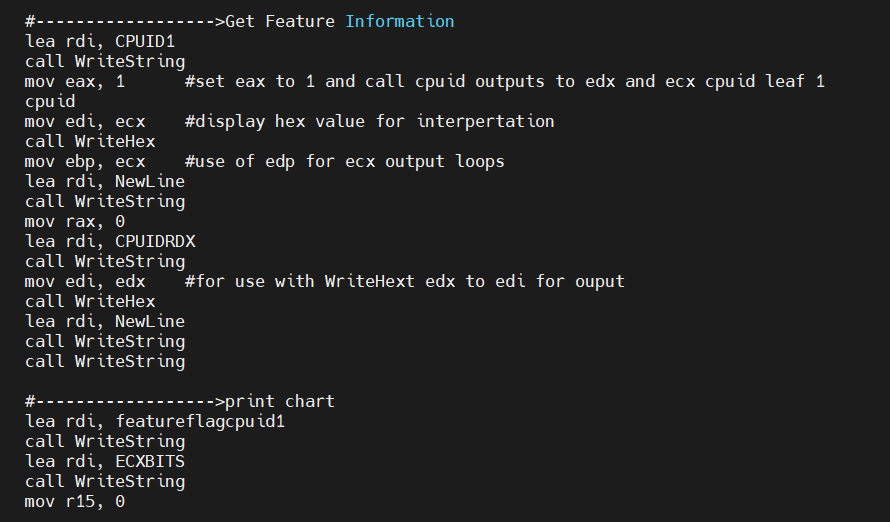 #------------------>Get Feature Information
lea rdi, CPUID1
call WriteString
mov eax, 1      #set eax to 1 and call cpuid outputs to edx and ecx cpuid leaf 1
cpuid
mov edi, ecx    #display hex value for interpertation
call WriteHex
mov ebp, ecx    #use of edp for ecx output loops
lea rdi, NewLine
call WriteString
mov rax, 0
lea rdi, CPUIDRDX
call WriteString
mov edi, edx    #for use with WriteHext edx to edi for ouput
call WriteHex
lea rdi, NewLine
call WriteString
call WriteString
#------------------>print chart
lea rdi, featureflagcpuid1
call WriteString
lea rdi, ECXBITS
call WriteString
mov r15, 0